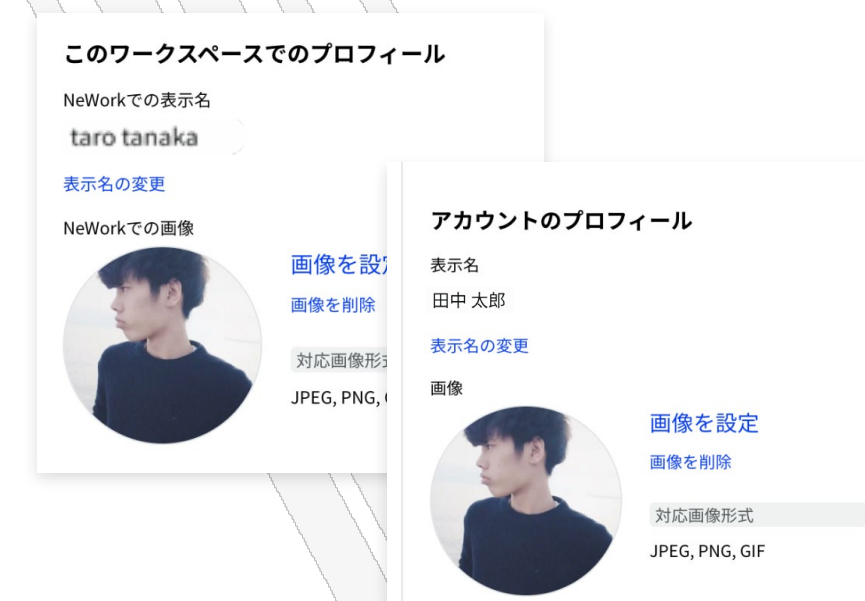 このワークスペースでのプロフィール
NeWorkでの表示名
taro tanaka
表示名の変更
NeWorkでの画像
画像を設
画像を削除
対応画像形
JPEG, PNG,
アカウントのプロフィール
表示名
田中 太郎
表示名の変更
画像
画像を設定
画像を削除
対応画像形式
JPEG, PNG, GIF